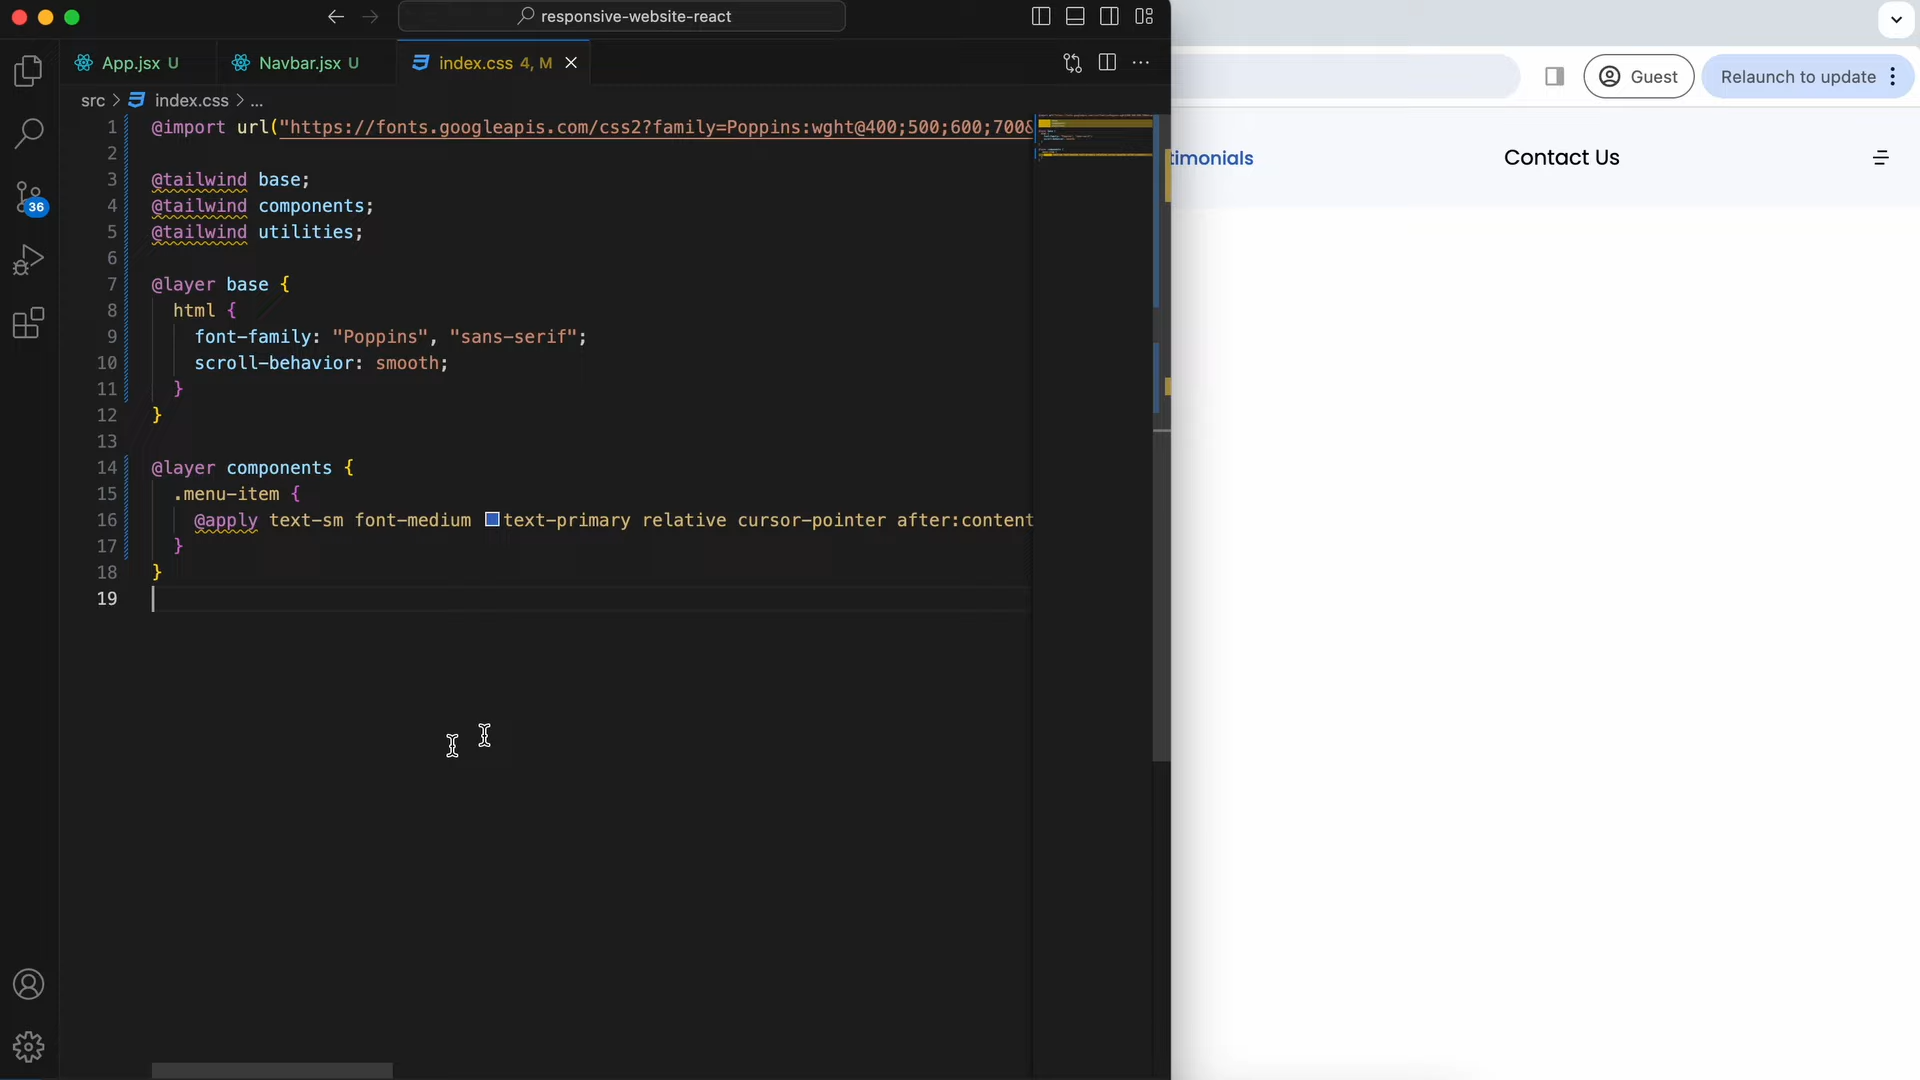 responsive-website-react
App.jsx U
Navbar.jsx U
index.css 4, M
src > index.css > ...
1 @import url("https://fonts.googleapis.com/css2?family=Poppins:wght@400;500;600;700&
2
3 @tailwind base;
4 @tailwind components;
5 @tailwind utilities;
6
7 @layer base {
8 html {
9 font-family: "Poppins", "sans-serif";
10 scroll-behavior: smooth;
11 }
12 }
13
14 @layer components {
15 .menu-item {
16 @apply text-sm font-medium text-primary relative cursor-pointer after:content
17 }
18 }
19
36
Guest
Relaunch to update
timonials
Contact Us